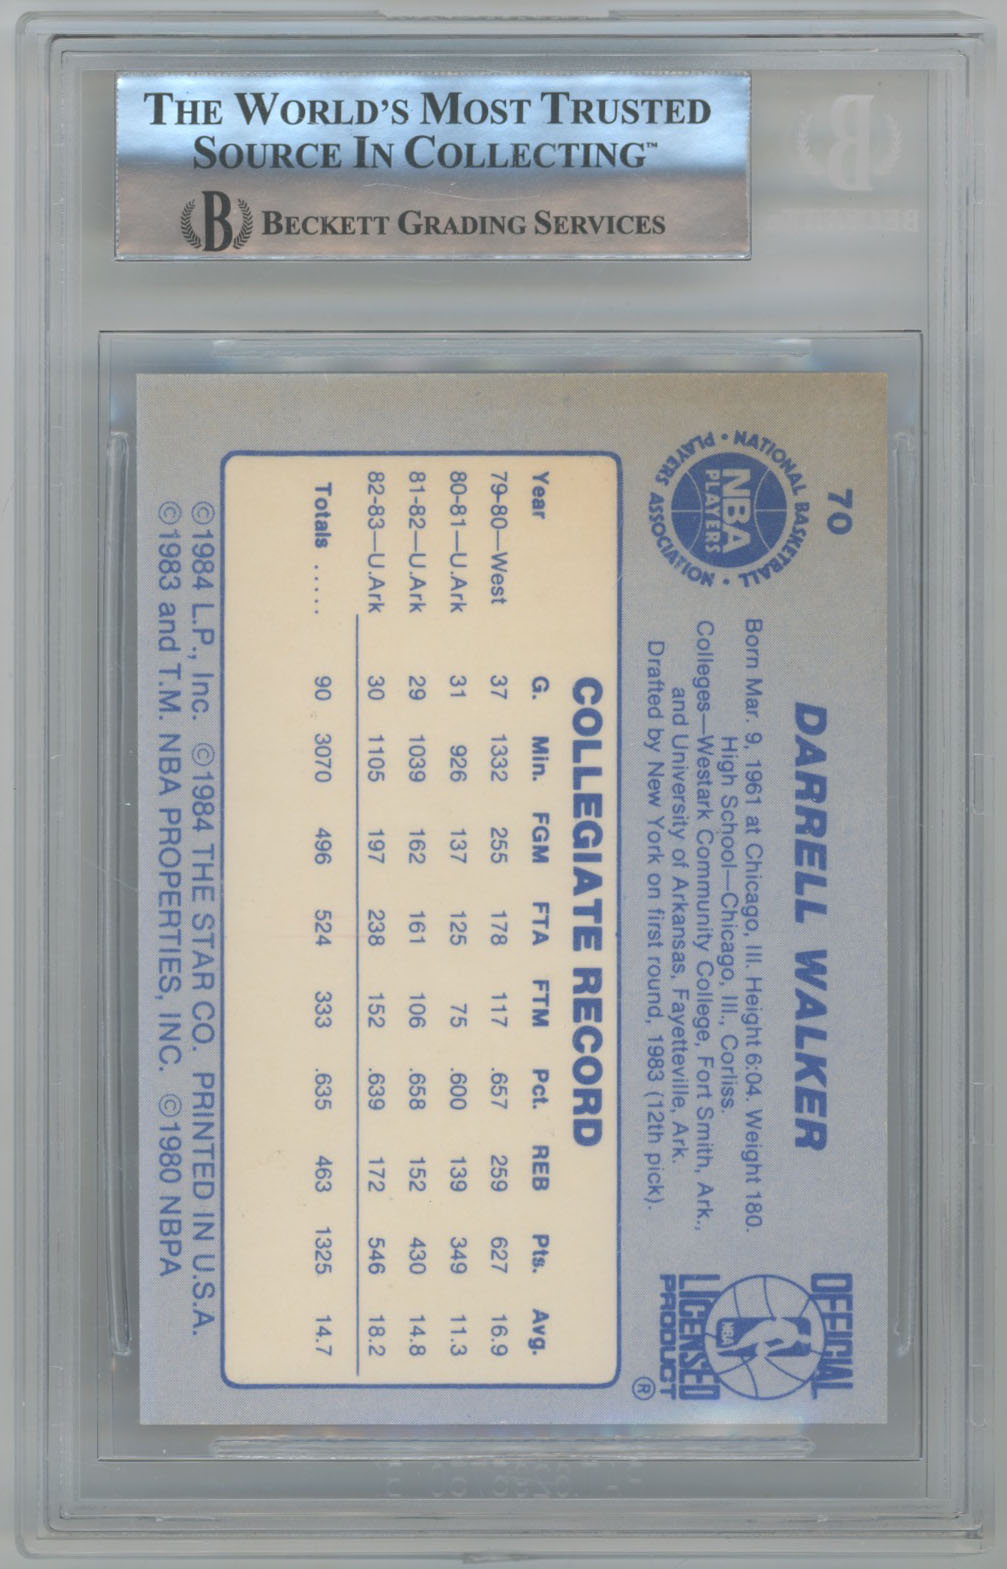 THE WORLD'S MOST TRUSTED
SOURCE IN COLLECTING™
B BECKETT GRADING SERVICES
70
NATIONAL BASKETBALL PLAYERS ASSOCIATION
NBA
PLAYERS
DARRELL WALKER
Born Mar. 9, 1961 at Chicago, Ill. Height 6:04. Weight 180.
High School—Chicago, Ill., Corliss.
Colleges—Westark Community College, Fort Smith, Ark.,
and University of Arkansas, Fayetteville, Ark.
Drafted by New York on first round, 1983 (12th pick).
OFFICIAL
NBA
LICENSED
PRODUCT
®
COLLEGIATE RECORD
Year G. Min. FGM FTA FTM Pct. REB Pts. Avg.
79-80—West 37 1332 255 178 117 .657 259 627 16.9
80-81—U.Ark 31 926 137 125 75 .600 139 349 11.3
81-82—U.Ark 29 1039 162 161 106 .658 152 430 14.8
82-83—U.Ark 30 1105 197 238 152 .639 172 546 18.2
Totals ..... 90 3070 496 524 333 .635 463 1325 14.7
©1984 L.P., Inc. ©1984 THE STAR CO. PRINTED IN U.S.A.
©1983 and T.M. NBA PROPERTIES, INC. ©1980 NBPA